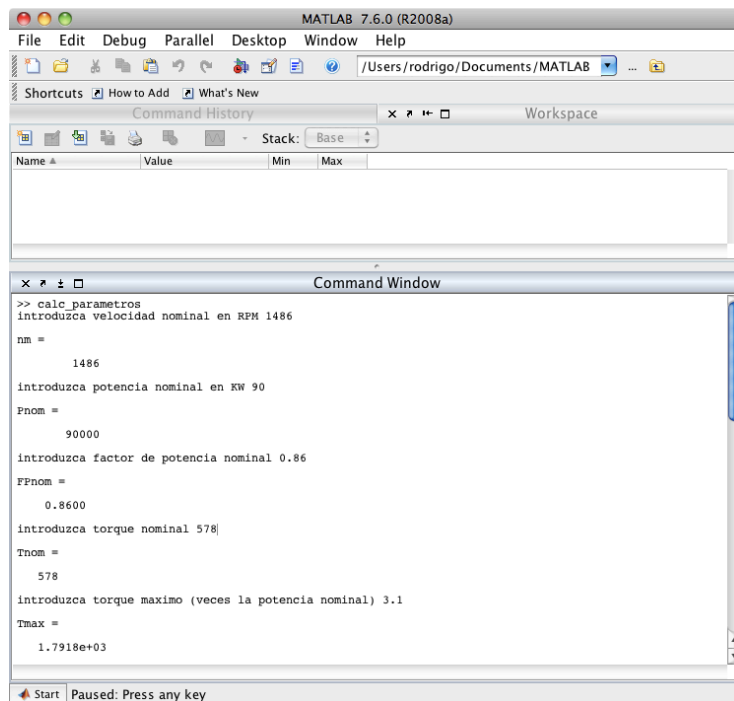 MATLAB 7.6.0 (R2008a)
File Edit Debug Parallel Desktop Window Help
/Users/rodrigo/Documents/MATLAB ...
Shortcuts How to Add What's New
Command History Workspace
Stack: Base
Name Value Min Max
Command Window
>> calc_parametros
introduzca velocidad nominal en RPM 1486
nm =
1486
introduzca potencia nominal en KW 90
Pnom =
90000
introduzca factor de potencia nominal 0.86
FPnom =
0.8600
introduzca torque nominal 578
Tnom =
578
introduzca torque maximo (veces la potencia nominal) 3.1
Tmax =
1.7918e+03
Start Paused: Press any key